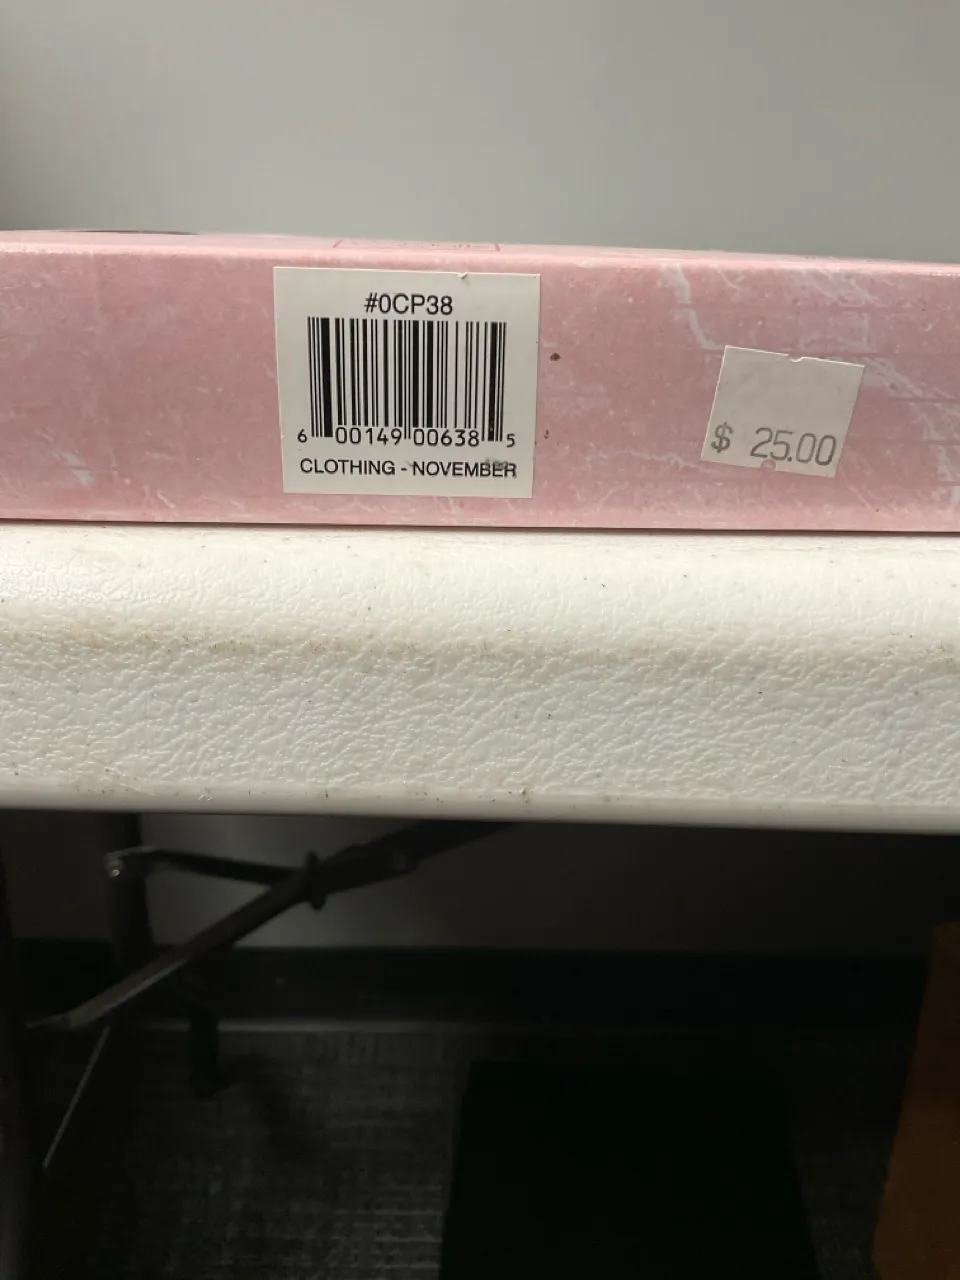 #0CP38
6 00149 00638 5
CLOTHING - NOVEMBER
$ 25.00